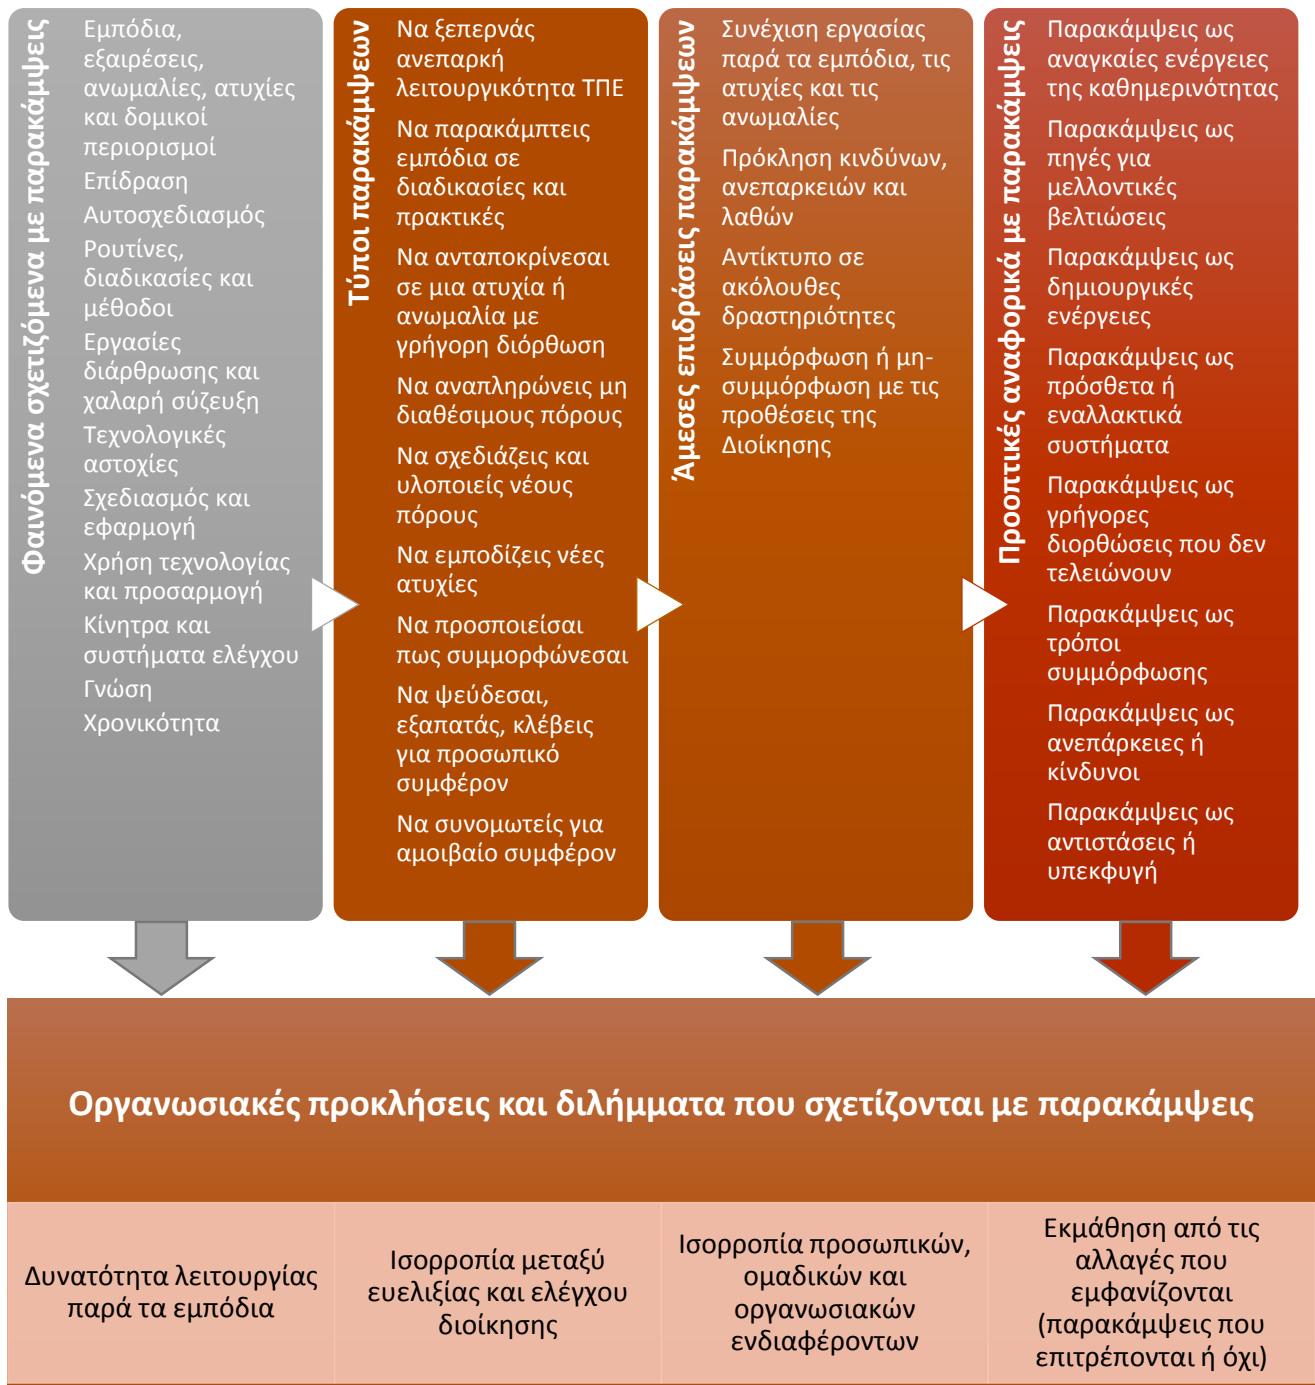 Φαινόμενα σχετιζόμενα με παρακάμψεις
Εμπόδια,
εξαιρέσεις,
ανωμαλίες, ατυχίες
και δομικοί
περιορισμοί
Επίδραση
Αυτοσχεδιασμός
Ρουτίνες,
διαδικασίες και
μέθοδοι
Εργασίες
διάρθρωσης και
χαλαρή σύζευξη
Τεχνολογικές
αστοχίες
Σχεδιασμός και
εφαρμογή
Χρήση τεχνολογίας
και προσαρμογή
Κίνητρα και
συστήματα ελέγχου
Γνώση
Χρονικότητα
Τύποι παρακάμψεων
Να ξεπερνάς
ανεπαρκή
λειτουργικότητα ΤΠΕ
Να παρακάμπτεις
εμπόδια σε
διαδικασίες και
πρακτικές
Να ανταποκρίνεσαι
σε μια ατυχία ή
ανωμαλία με
γρήγορη διόρθωση
Να αναπληρώνεις μη
διαθέσιμους πόρους
Να σχεδιάζεις και
υλοποιείς νέους
πόρους
Να εμποδίζεις νέες
ατυχίες
Να προσποιείσαι
πως συμμορφώνεσαι
Να ψεύδεσαι,
εξαπατάς, κλέβεις
για προσωπικό
συμφέρον
Να συνομωτείς για
αμοιβαίο συμφέρον
Άμεσες επιδράσεις παρακάμψεων
Συνέχιση εργασίας
παρά τα εμπόδια, τις
ατυχίες και τις
ανωμαλίες
Πρόκληση κινδύνων,
ανεπαρκειών και
λαθών
Αντίκτυπο σε
ακόλουθες
δραστηριότητες
Συμμόρφωση ή μη-
συμμόρφωση με τις
προθέσεις της
Διοίκησης
Προοπτικές αναφορικά με παρακάμψεις
Παρακάμψεις ως
αναγκαίες ενέργειες
της καθημερινότητας
Παρακάμψεις ως
πηγές για
μελλοντικές
βελτιώσεις
Παρακάμψεις ως
δημιουργικές
ενέργειες
Παρακάμψεις ως
πρόσθετα ή
εναλλακτικά
συστήματα
Παρακάμψεις ως
γρήγορες
διορθώσεις που δεν
τελειώνουν
Παρακάμψεις ως
τρόποι
συμμόρφωσης
Παρακάμψεις ως
ανεπάρκειες ή
κίνδυνοι
Παρακάμψεις ως
αντιστάσεις ή
υπεκφυγή
Οργανωσιακές προκλήσεις και διλήμματα που σχετίζονται με παρακάμψεις
Δυνατότητα λειτουργίας
παρά τα εμπόδια
Ισορροπία μεταξύ
ευελιξίας και ελέγχου
διοίκησης
Ισορροπία προσωπικών,
ομαδικών και
οργανωσιακών
ενδιαφέροντων
Εκμάθηση από τις
αλλαγές που
εμφανίζονται
(παρακάμψεις που
επιτρέπονται ή όχι)